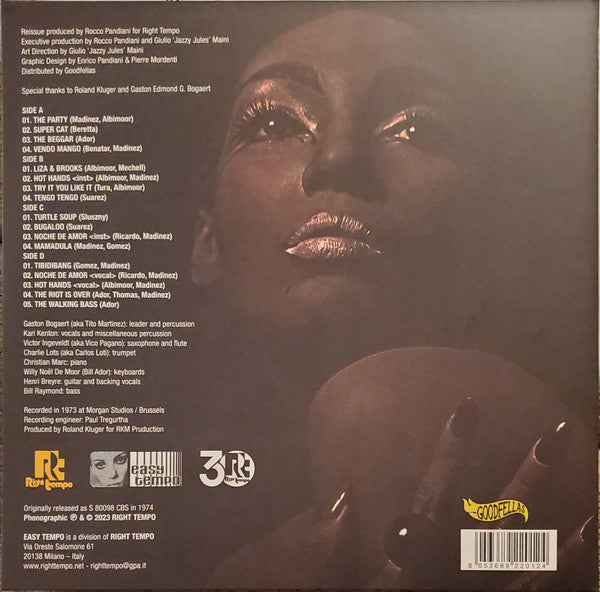 Reissue produced by Rocco Pandiani for Right Tempo
Executive production by Rocco Pandiani and Giulio 'Jazzy Jules' Maini
Art Direction by Giulio 'Jazzy Jules' Maini
Graphic Design by Enrico Pandiani & Pierre Mordenti
Distributed by Goodfellas
Special thanks to Roland Kluger and Gaston Edmond G. Bogaert
SIDE A
01. THE PARTY (Madinez, Albimoor)
02. SUPER CAT (Beretta)
03. THE BEGGAR (Ador)
04. VENDO MANGO (Benatar, Madinez)
SIDE B
01. LIZA & BROOKS (Albimoor, Mechell)
02. HOT HANDS <inst> (Albimoor, Madinez)
03. TRY IT YOU LIKE IT (Tura, Albimoor)
04. TENGO TENGO (Suarez)
SIDE C
01. TURTLE SOUP (Sluszny)
02. BUGALOO (Suarez)
03. NOCHE DE AMOR <inst> (Ricardo, Madinez)
04. MAMADULA (Madinez, Gomez)
SIDE D
01. TIBIDIBANG (Gomez, Madinez)
02. NOCHE DE AMOR <vocal> (Ricardo, Madinez)
03. HOT HANDS <vocal> (Albimoor, Madinez)
04. THE RIOT IS OVER (Ador, Thomas, Madinez)
05. THE WALKING BASS (Ador)
Gaston Bogaert (aka Tito Martinez): leader and percussion
Kari Kenton: vocals and miscellaneous percussion
Victor Ingeveldt (aka Vico Pagano): saxophone and flute
Charlie Lots (aka Carlos Loti): trumpet
Christian Marc: piano
Willy Noël De Moor (Bill Ador): keyboards
Henri Breyre: guitar and backing vocals
Bill Raymond: bass
Recorded in 1973 at Morgan Studios / Brussels
Recording engineer: Paul Tregurtha
Produced by Roland Kluger for RKM Pruduction
Right tempo
easy tempo
30 Right tempo
GOODFELLAS
Originally released as S 80098 CBS in 1974
Phonographic ℗ & © 2023 RIGHT TEMPO
EASY TEMPO is a division of RIGHT TEMPO
Via Oreste Salomone 61
20138 Milano – Italy
www.righttempo.net - righttempo@gpa.it
8 053689 220124